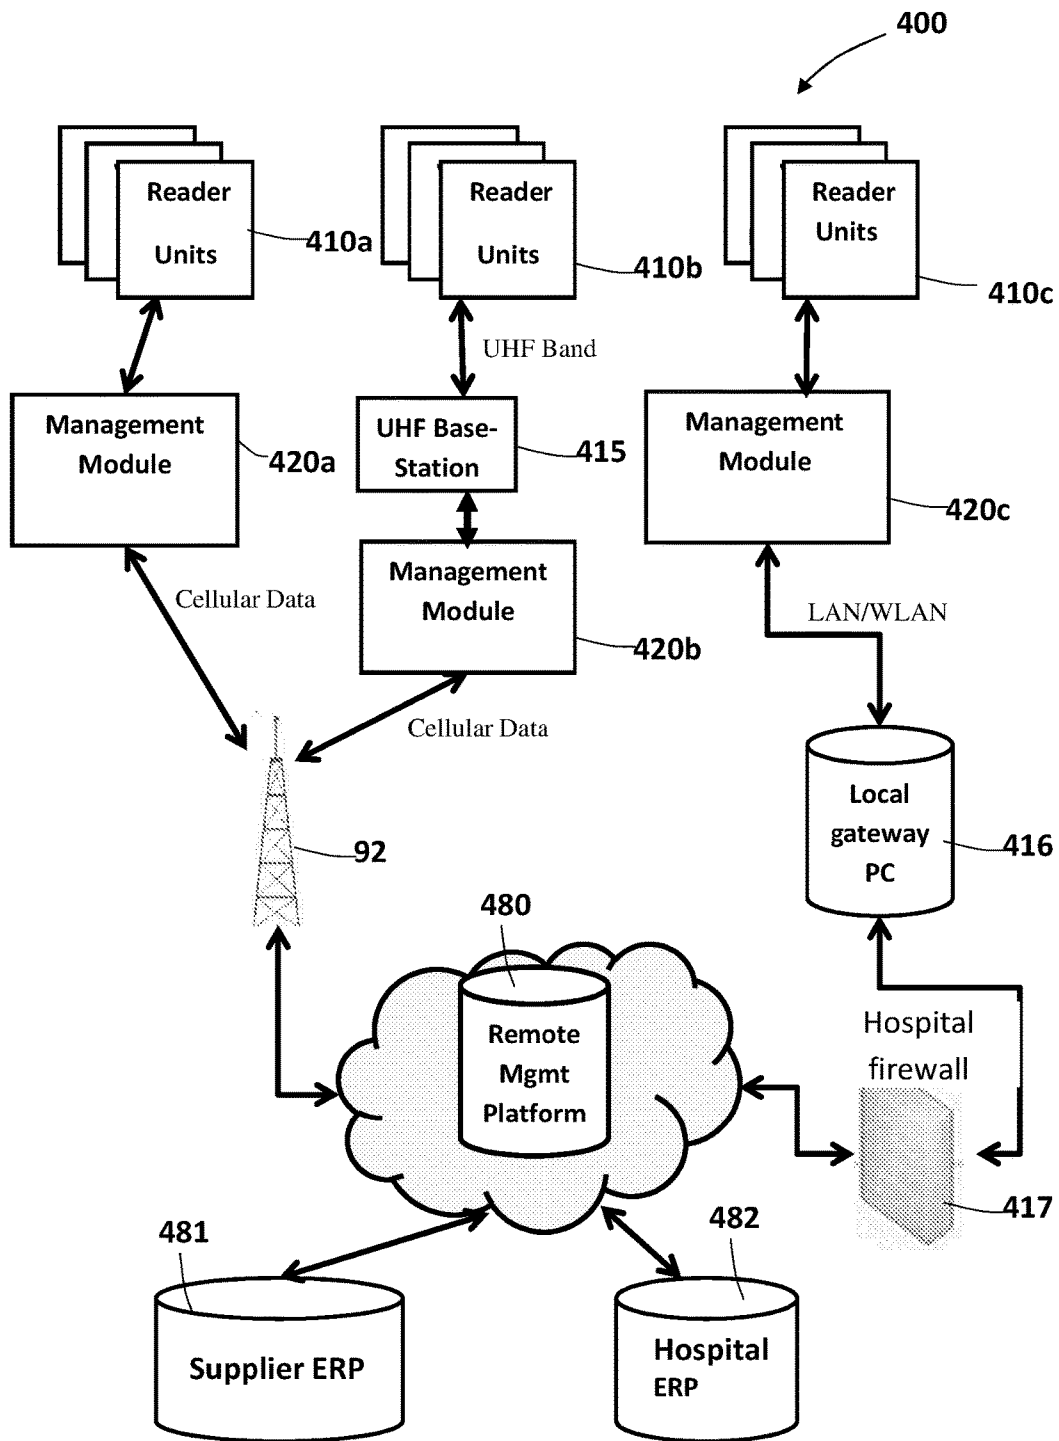 400
Reader
Units
410a
Reader
Units
410b
Reader
Units
410c
UHF Band
Management
Module
420a
UHF Base-
Station
415
Management
Module
420c
Cellular Data
Management
Module
420b
LAN/WLAN
Cellular Data
92
Local
gateway
PC
416
480
Remote
Mgmt
Platform
Hospital
firewall
417
481
482
Supplier ERP
Hospital
ERP